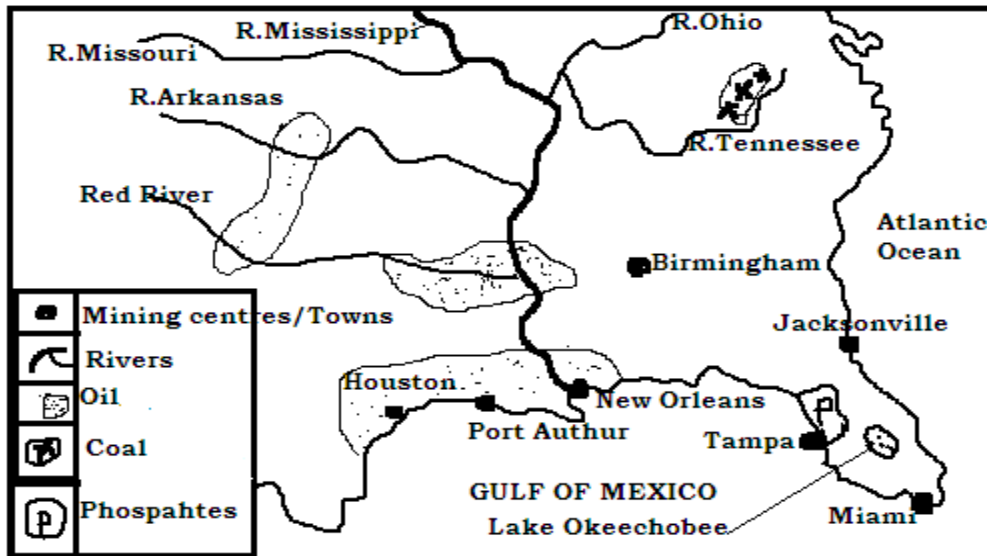 R.Mississippi
R.Ohio
R.Missouri
R.Arkansas
R.Tennessee
Red River
Atlantic
Ocean
Birmingham
Mining centres/Towns
Jacksonville
Rivers
Houston
Oil
New Orleans
Port Authur
Tampa
P
Coal
GULF OF MEXICO
P
Phospahtes
Lake Okeechobee
Miami